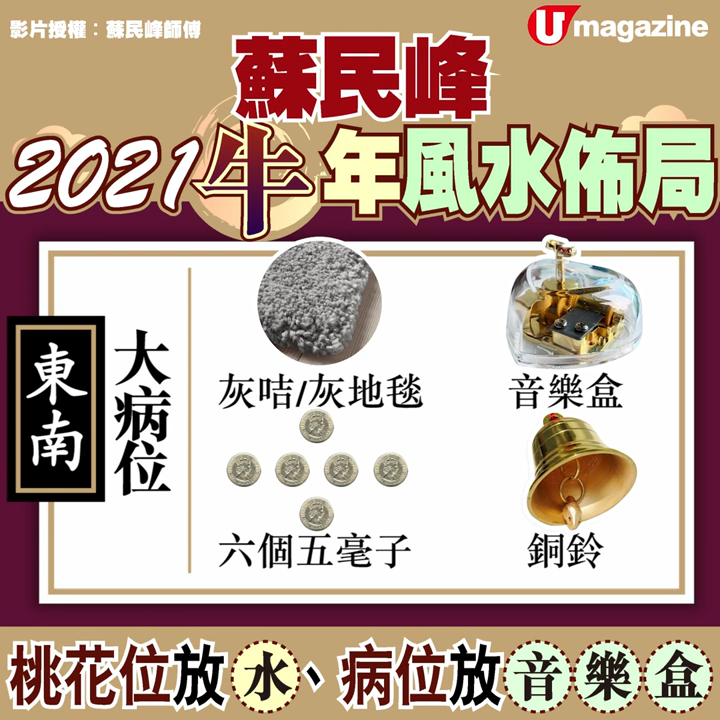 影片授權：蘇民峰師傅
U magazine
蘇民峰
2021牛年風水佈局
東南
大病位
灰咭/灰地毯
音樂盒
六個五毫子
銅鈴
桃花位放水、病位放音樂盒